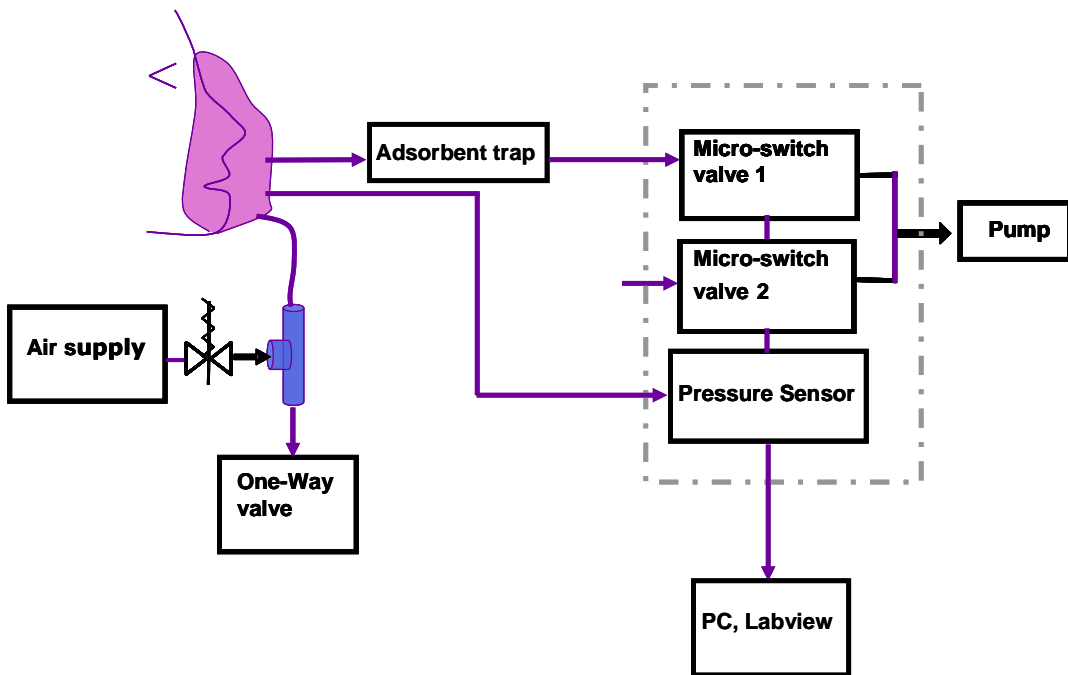 Adsorbent trap
Micro-switch
valve 1
Pump
Micro-switch
valve 2
Air supply
Pressure Sensor
One-Way
valve
PC, Labview